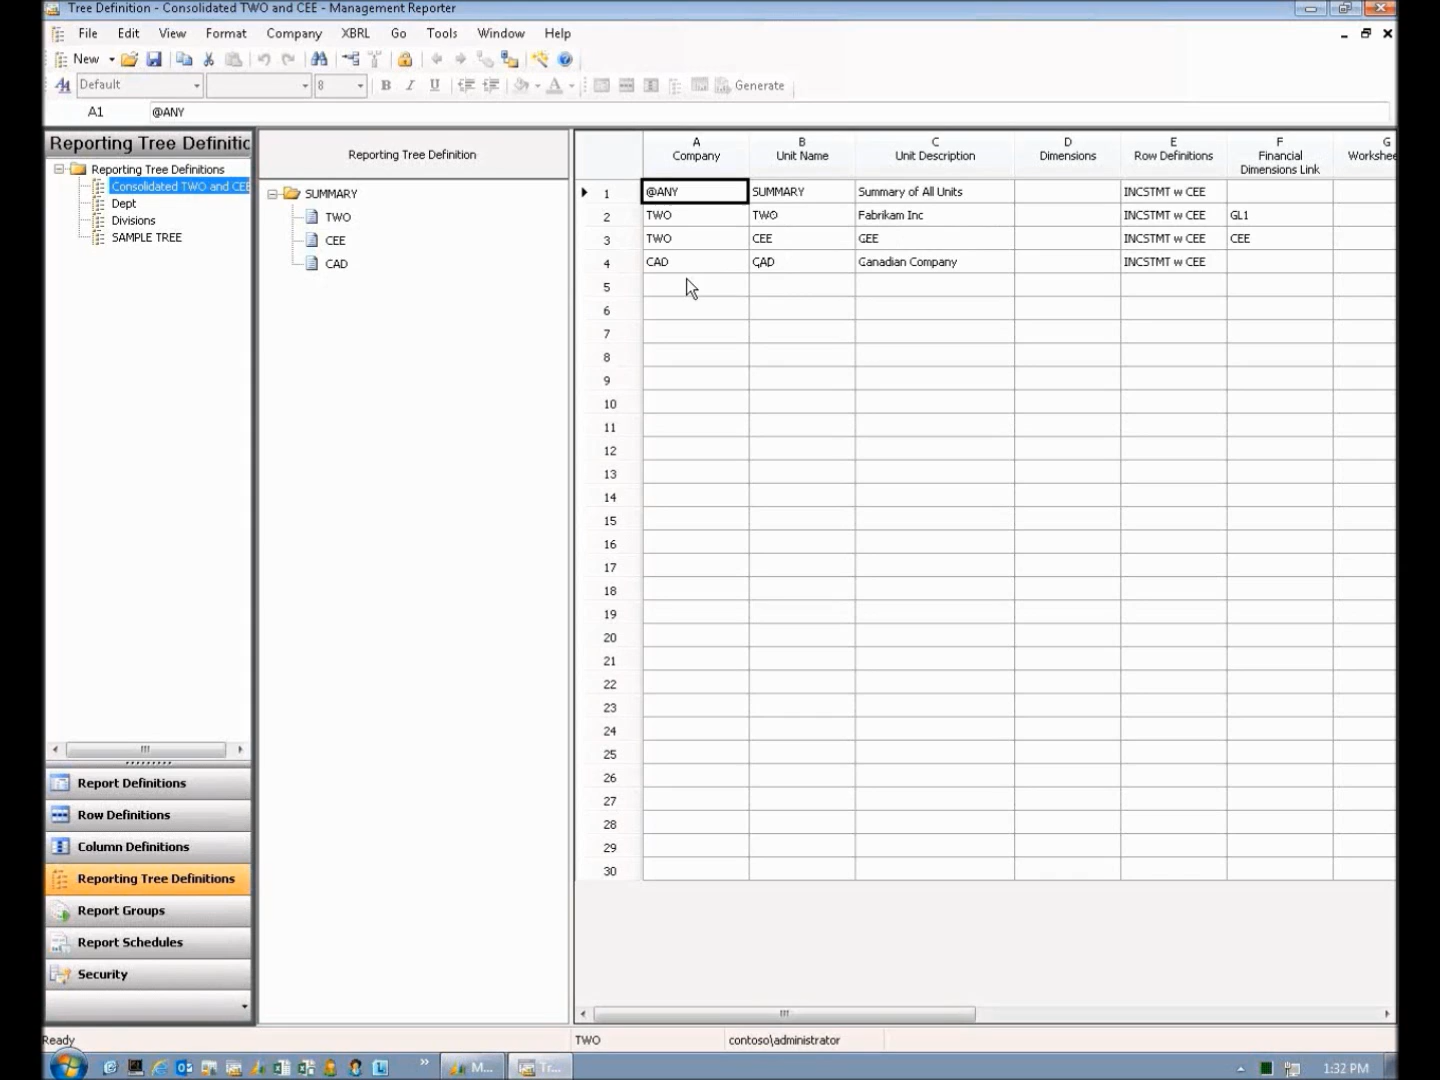 Tree Definition - Consolidated TWO and CEE - Management Reporter
File Edit View Format Company XBRL Go Tools Window Help
New
Default 8 B I U A Generate
A1 @ANY
Reporting Tree Definitic
Reporting Tree Definitions
Consolidated TWO and CEE
Dept
Divisions
SAMPLE TREE
Reporting Tree Definition
SUMMARY
TWO
CEE
CAD
A B C D E F G
Company Unit Name Unit Description Dimensions Row Definitions Financial Dimensions Link Workshee
1 @ANY SUMMARY Summary of All Units INCSTMT w CEE
2 TWO TWO Fabrikam Inc INCSTMT w CEE GL1
3 TWO CEE CEE INCSTMT w CEE CEE
4 CAD CAD Canadian Company INCSTMT w CEE
5
6
7
8
9
10
11
12
13
14
15
16
17
18
19
20
21
22
23
24
25
26
27
28
29
30
Report Definitions
Row Definitions
Column Definitions
Reporting Tree Definitions
Report Groups
Report Schedules
Security
Ready TWO contoso\administrator
M... Tr... 1:32 PM